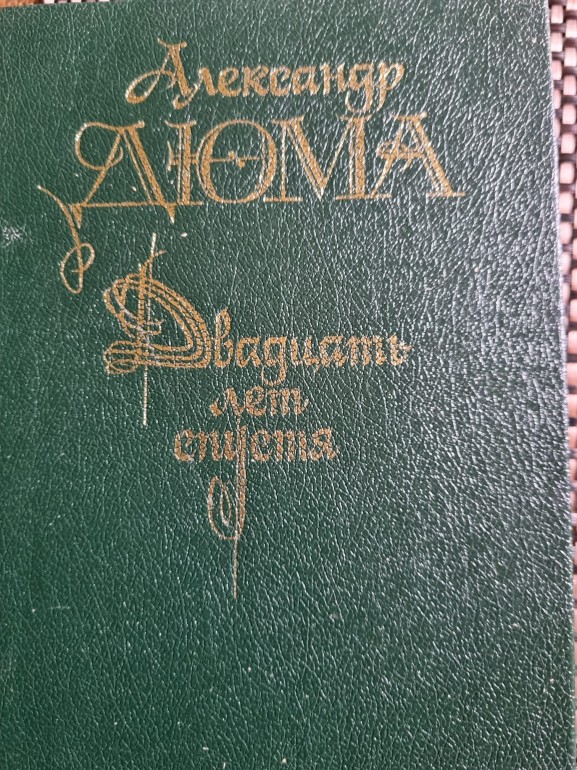 Александр
ДЮМА
Двадцать
лет
спустя